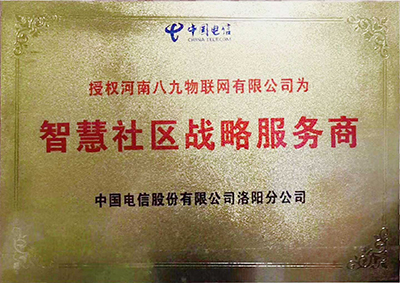 中国电信
CHINA TELECOM
授权河南八九物联网有限公司为
智慧社区战略服务商
中国电信股份有限公司洛阳分公司